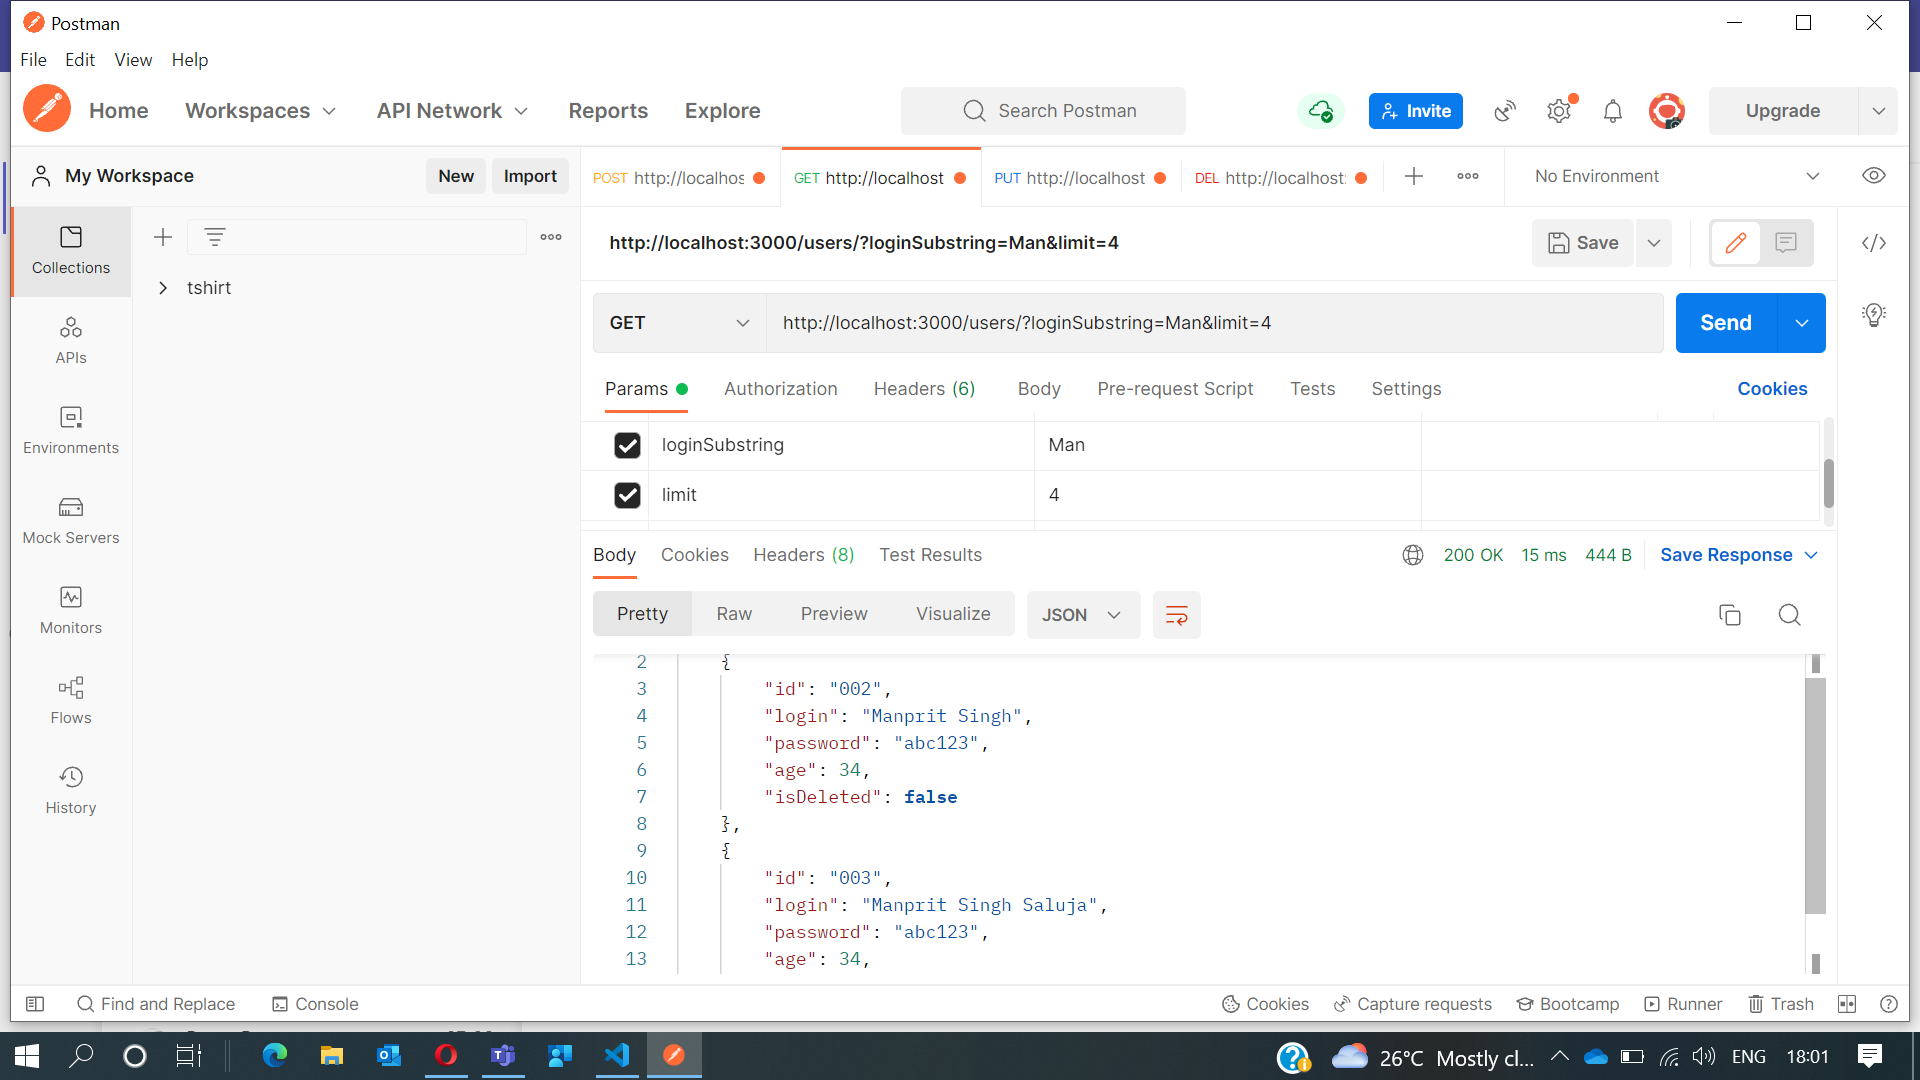 Postman
File Edit View Help
Home Workspaces API Network Reports Explore Search Postman Invite Upgrade
My Workspace New Import POST http://localhos GET http://localhost PUT http://localhost DEL http://localhost: No Environment
http://localhost:3000/users/?loginSubstring=Man&limit=4 Save
Collections
tshirt
GET http://localhost:3000/users/?loginSubstring=Man&limit=4 Send
APIs
Params Authorization Headers (6) Body Pre-request Script Tests Settings Cookies
Environments
loginSubstring Man
limit 4
Mock Servers
Body Cookies Headers (8) Test Results 200 OK 15 ms 444 B Save Response
Monitors
Pretty Raw Preview Visualize JSON
Flows
History
2 {
3 "id": "002",
4 "login": "Manprit Singh",
5 "password": "abc123",
6 "age": 34,
7 "isDeleted": false
8 },
9 {
10 "id": "003",
11 "login": "Manprit Singh Saluja",
12 "password": "abc123",
13 "age": 34,
Find and Replace Console Cookies Capture requests Bootcamp Runner Trash
26°C Mostly cl... ENG 18:01